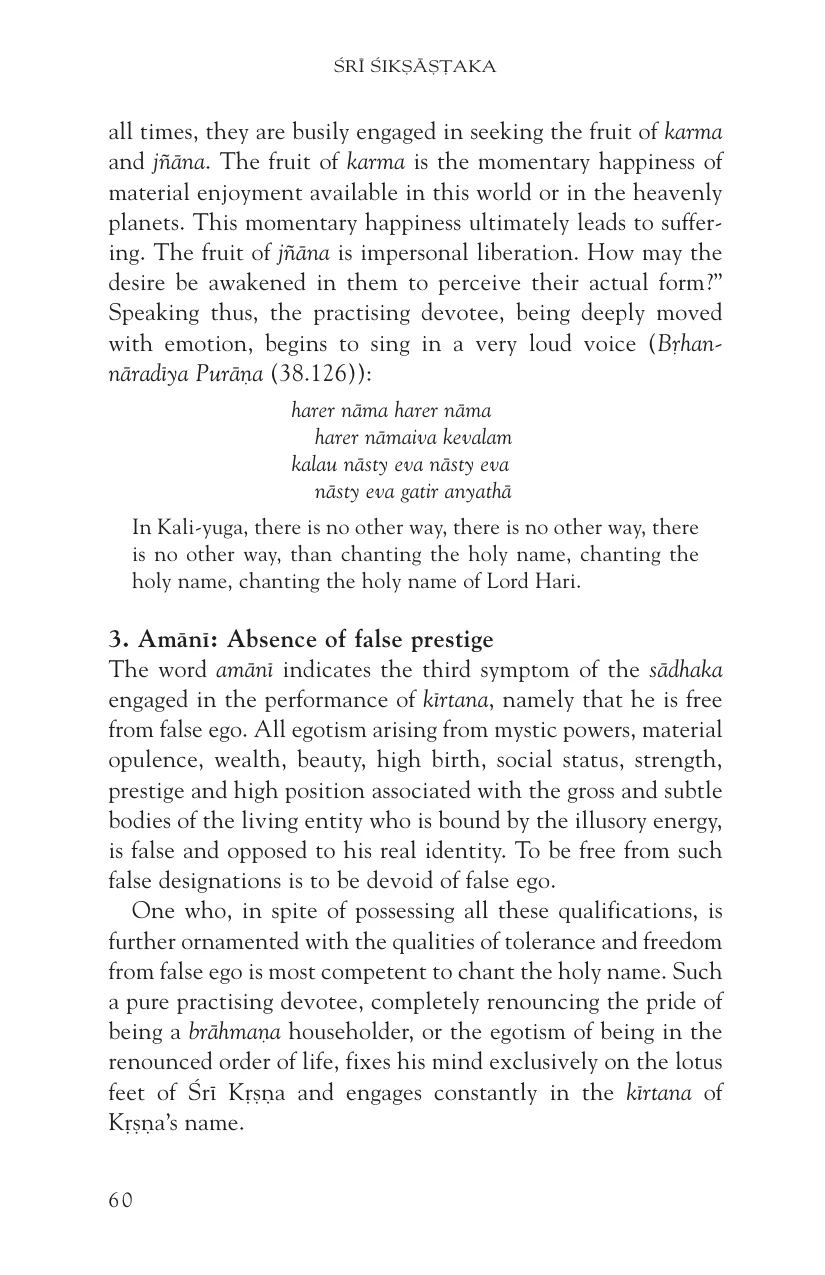 ŚRĪ ŚIKṢĀṢṬAKA
all times, they are busily engaged in seeking the fruit of karma
and jñāna. The fruit of karma is the momentary happiness of
material enjoyment available in this world or in the heavenly
planets. This momentary happiness ultimately leads to suffer-
ing. The fruit of jñāna is impersonal liberation. How may the
desire be awakened in them to perceive their actual form?”
Speaking thus, the practising devotee, being deeply moved
with emotion, begins to sing in a very loud voice (Bṛhan-
nāradīya Purāṇa (38.126)):
harer nāma harer nāma
harer nāmaiva kevalam
kalau nāsty eva nāsty eva
nāsty eva gatir anyathā
In Kali-yuga, there is no other way, there is no other way, there
is no other way, than chanting the holy name, chanting the
holy name, chanting the holy name of Lord Hari.
3. Amānī: Absence of false prestige
The word amānī indicates the third symptom of the sādhaka
engaged in the performance of kīrtana, namely that he is free
from false ego. All egotism arising from mystic powers, material
opulence, wealth, beauty, high birth, social status, strength,
prestige and high position associated with the gross and subtle
bodies of the living entity who is bound by the illusory energy,
is false and opposed to his real identity. To be free from such
false designations is to be devoid of false ego.
One who, in spite of possessing all these qualifications, is
further ornamented with the qualities of tolerance and freedom
from false ego is most competent to chant the holy name. Such
a pure practising devotee, completely renouncing the pride of
being a brāhmaṇa householder, or the egotism of being in the
renounced order of life, fixes his mind exclusively on the lotus
feet of Śrī Kṛṣṇa and engages constantly in the kīrtana of
Kṛṣṇa’s name.
60